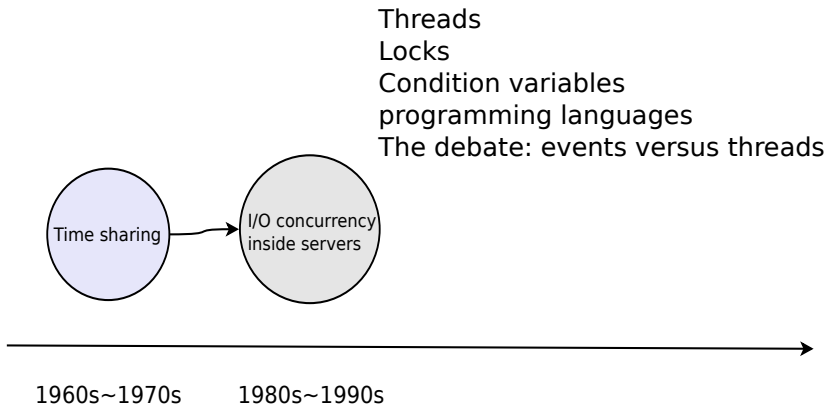 Threads
Locks
Condition variables
programming languages
The debate: events versus threads
Time sharing
I/O concurrency
inside servers
1960s~1970s
1980s~1990s